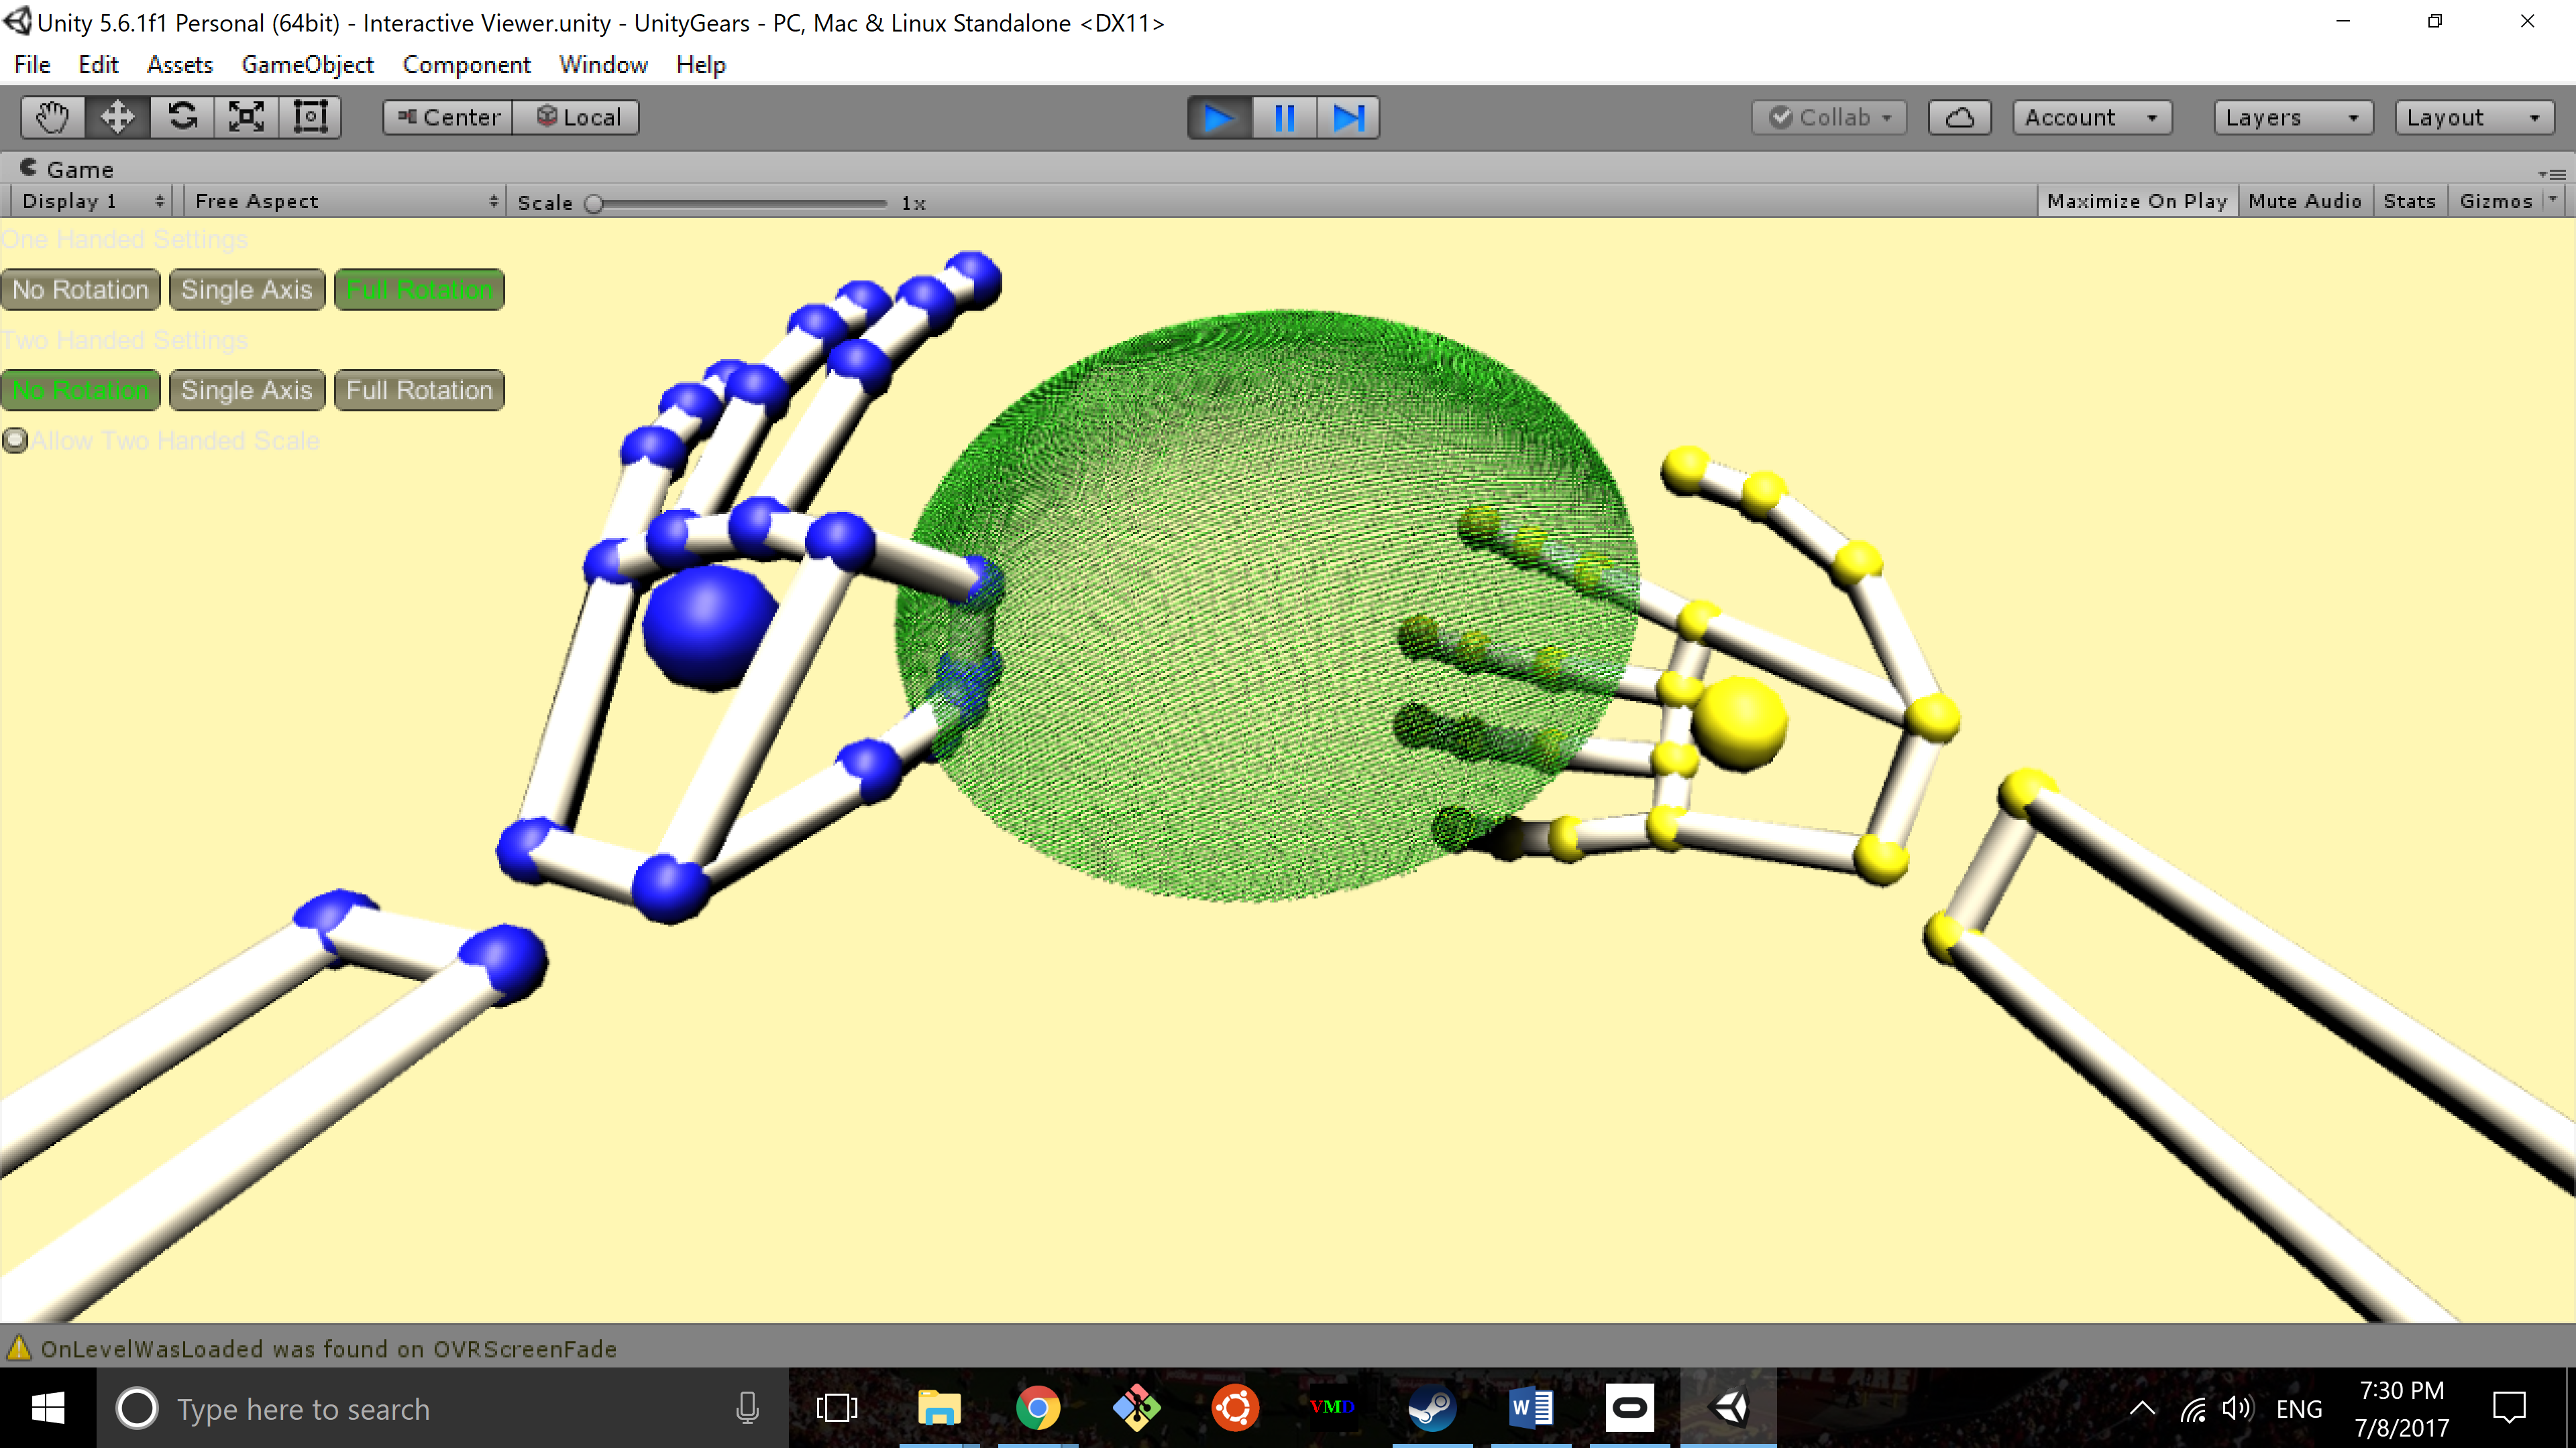 Unity 5.6.1f1 Personal (64bit) - Interactive Viewer.unity - UnityGears - PC, Mac & Linux Standalone <DX11>
File Edit Assets GameObject Component Window Help
Center Local Collab Account Layers Layout
Game
Display 1 Free Aspect Scale 1x Maximize On Play Mute Audio Stats Gizmos
One Handed Settings
No Rotation Single Axis Full Rotation
Two Handed Settings
No Rotation Single Axis Full Rotation
Allow Two Handed Scale
OnLevelWasLoaded was found on OVRScreenFade
Type here to search VMD W ENG 7:30 PM
7/8/2017